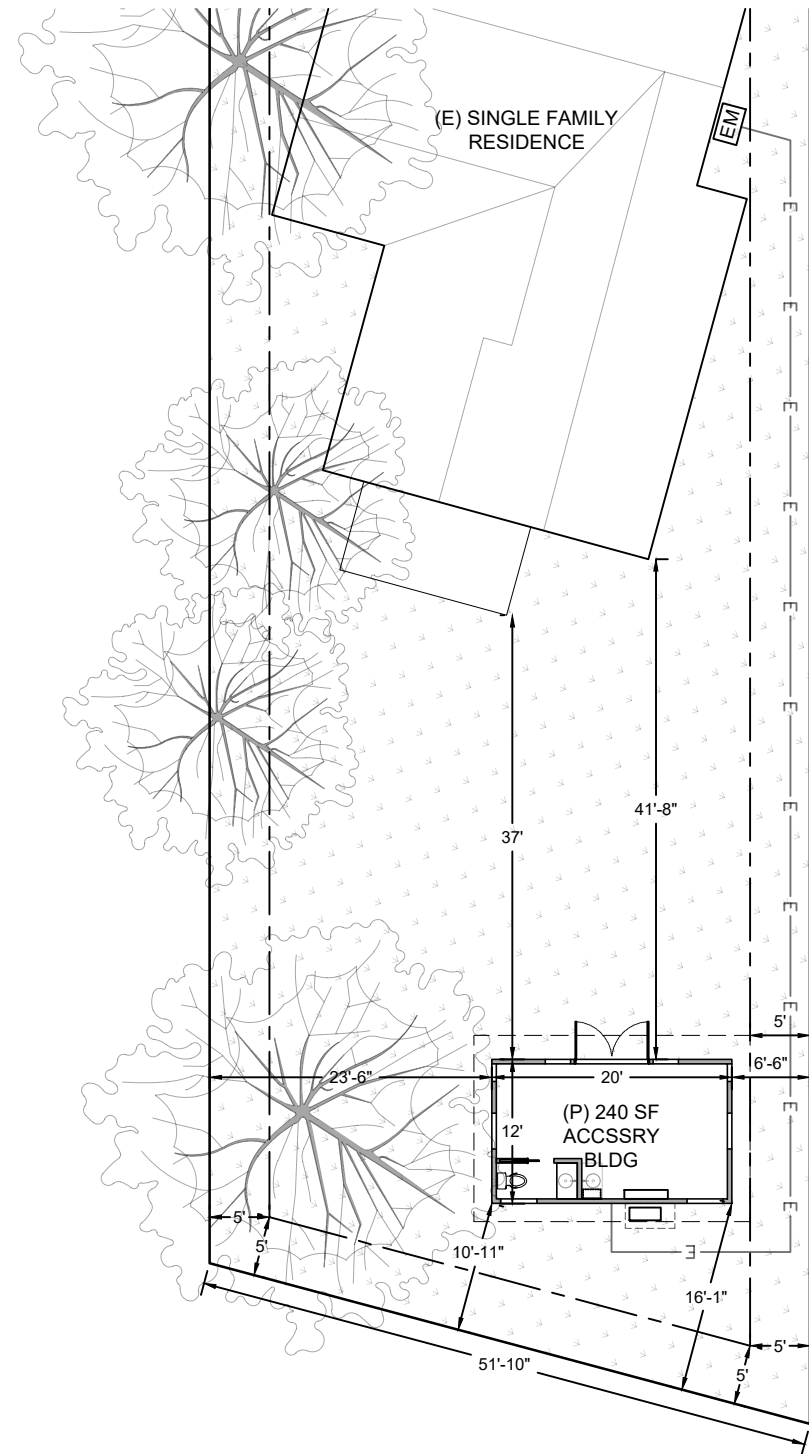 (E) SINGLE FAMILY
RESIDENCE
EM
E
E
E
E
E
E
E
41'-8"
37'
E
E
5'
23'-6"
20'
6'-6"
E
12'
(P) 240 SF
ACCSSRY
BLDG
E
5'
5'
10'-11"
E
16'-1"
5'
5'
51'-10"